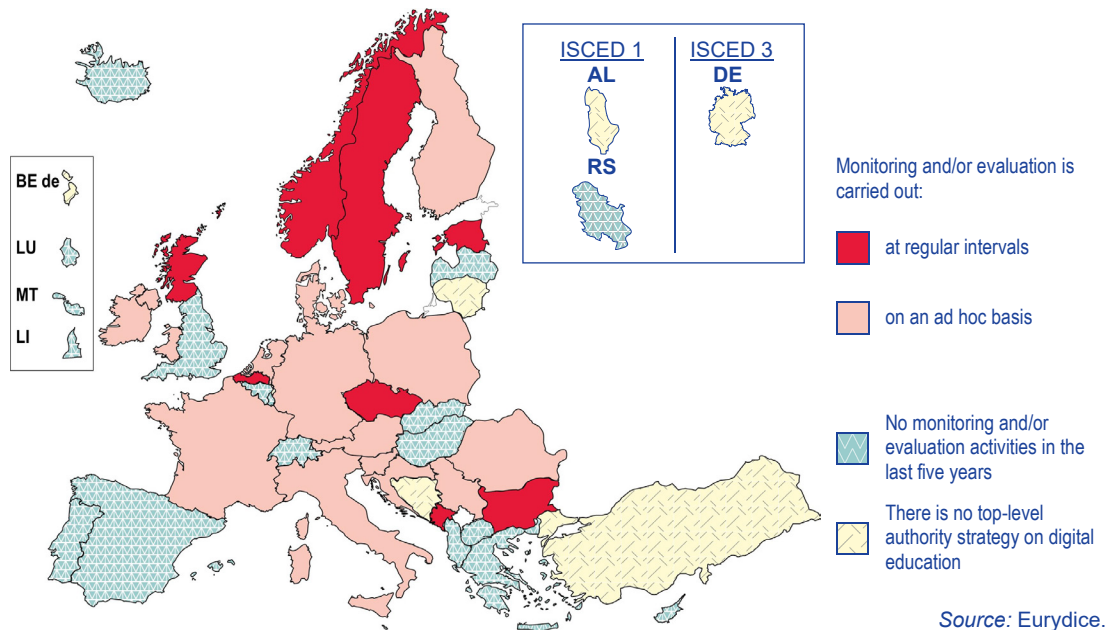 ISCED 1
ISCED 3
AL
DE
RS
BE de
LU
MT
LI
Monitoring and/or evaluation is
carried out:
at regular intervals
on an ad hoc basis
No monitoring and/or
evaluation activities in the
last five years
There is no top-level
authority strategy on digital
education
Source: Eurydice.